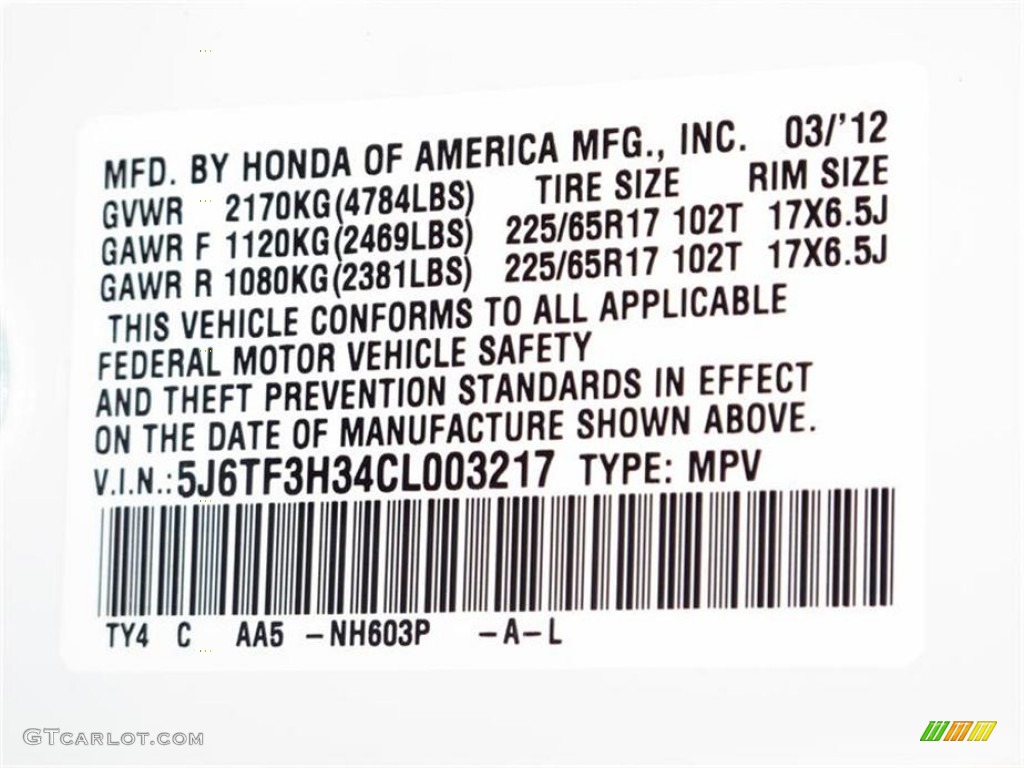 MFD. BY HONDA OF AMERICA MFG., INC. 03/'12
GVWR 2170KG(4784LBS) TIRE SIZE RIM SIZE
GAWR F 1120KG(2469LBS) 225/65R17 102T 17X6.5J
GAWR R 1080KG(2381LBS) 225/65R17 102T 17X6.5J
THIS VEHICLE CONFORMS TO ALL APPLICABLE
FEDERAL MOTOR VEHICLE SAFETY
AND THEFT PREVENTION STANDARDS IN EFFECT
ON THE DATE OF MANUFACTURE SHOWN ABOVE.
V.I.N.:5J6TF3H34CL003217 TYPE: MPV
TY4 C AA5 -NH603P -A-L
GTCARLOT.COM